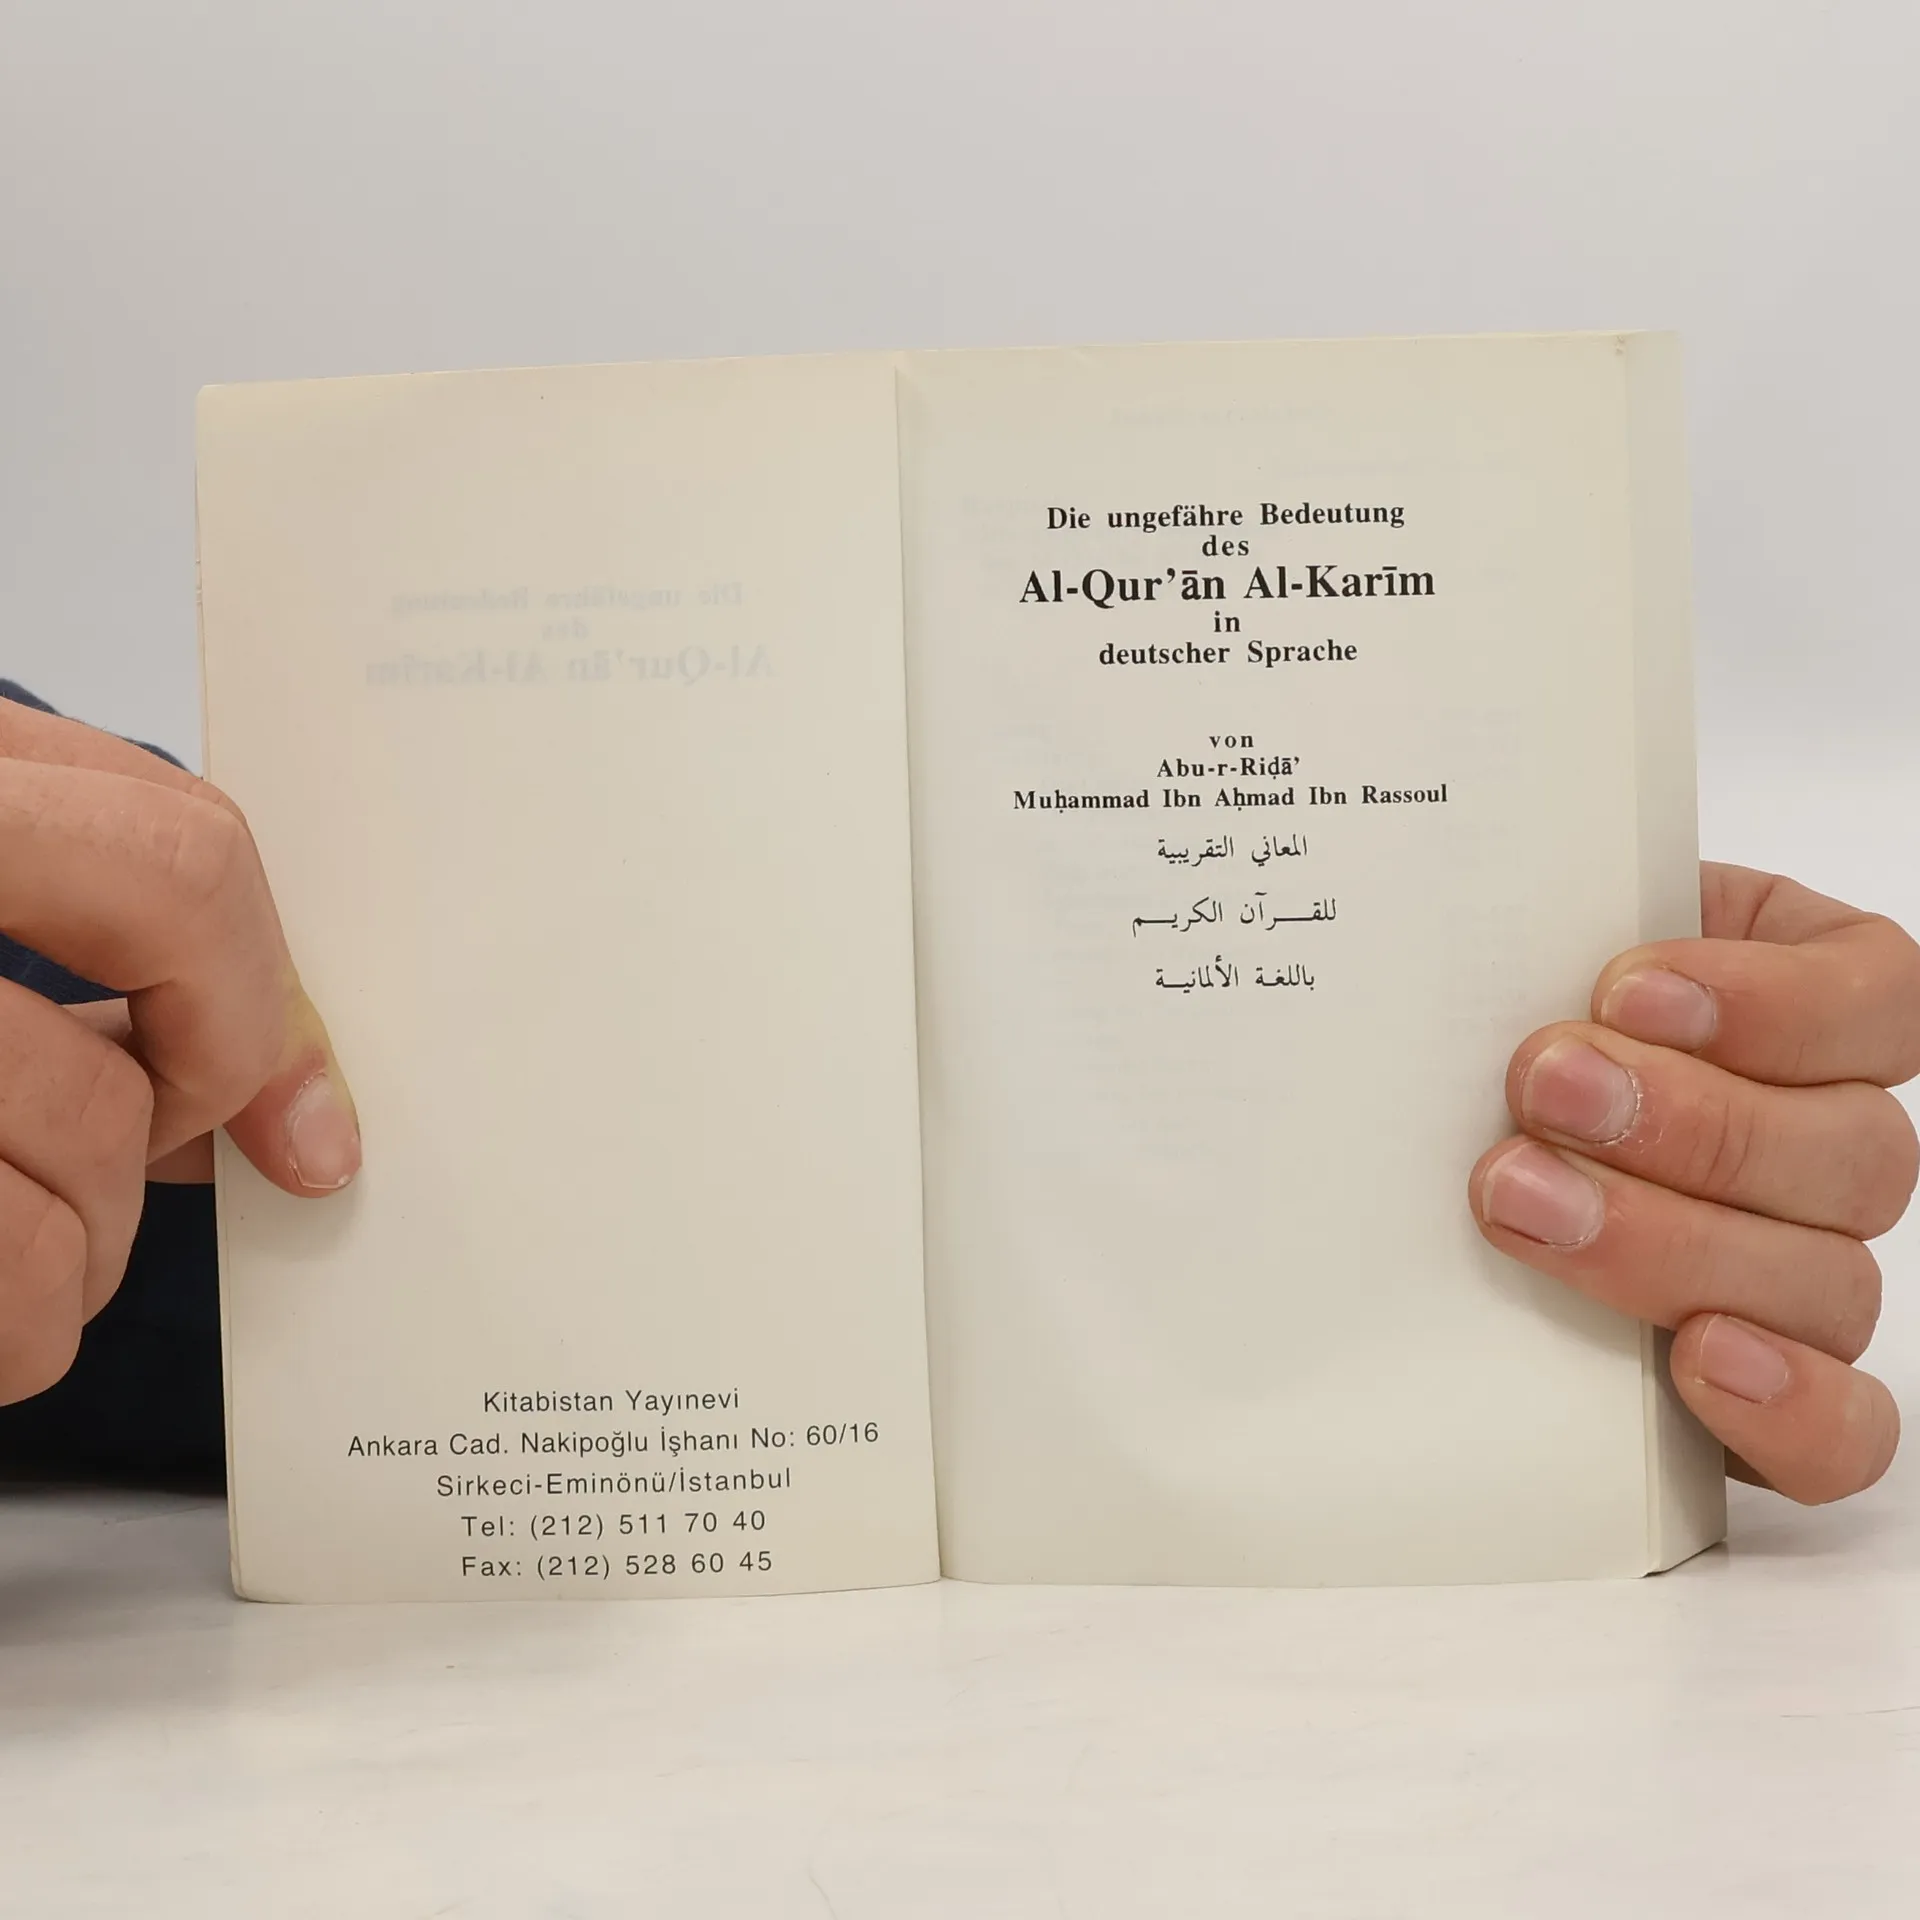 Kitabistan Yayınevi
Ankara Cad. Nakipoğlu İşhanı No: 60/16
Sirkeci-Eminönü/İstanbul
Tel: (212) 511 70 40
Fax: (212) 528 60 45
Die ungefähre Bedeutung
des
Al-Qur’ān Al-Karīm
in
deutscher Sprache
von
Abu-r-Riḍā’
Muḥammad Ibn Aḥmad Ibn Rassoul
المعاني التقريبية
للقـــرآن الكريـــم
باللغـة الألمانيـــة